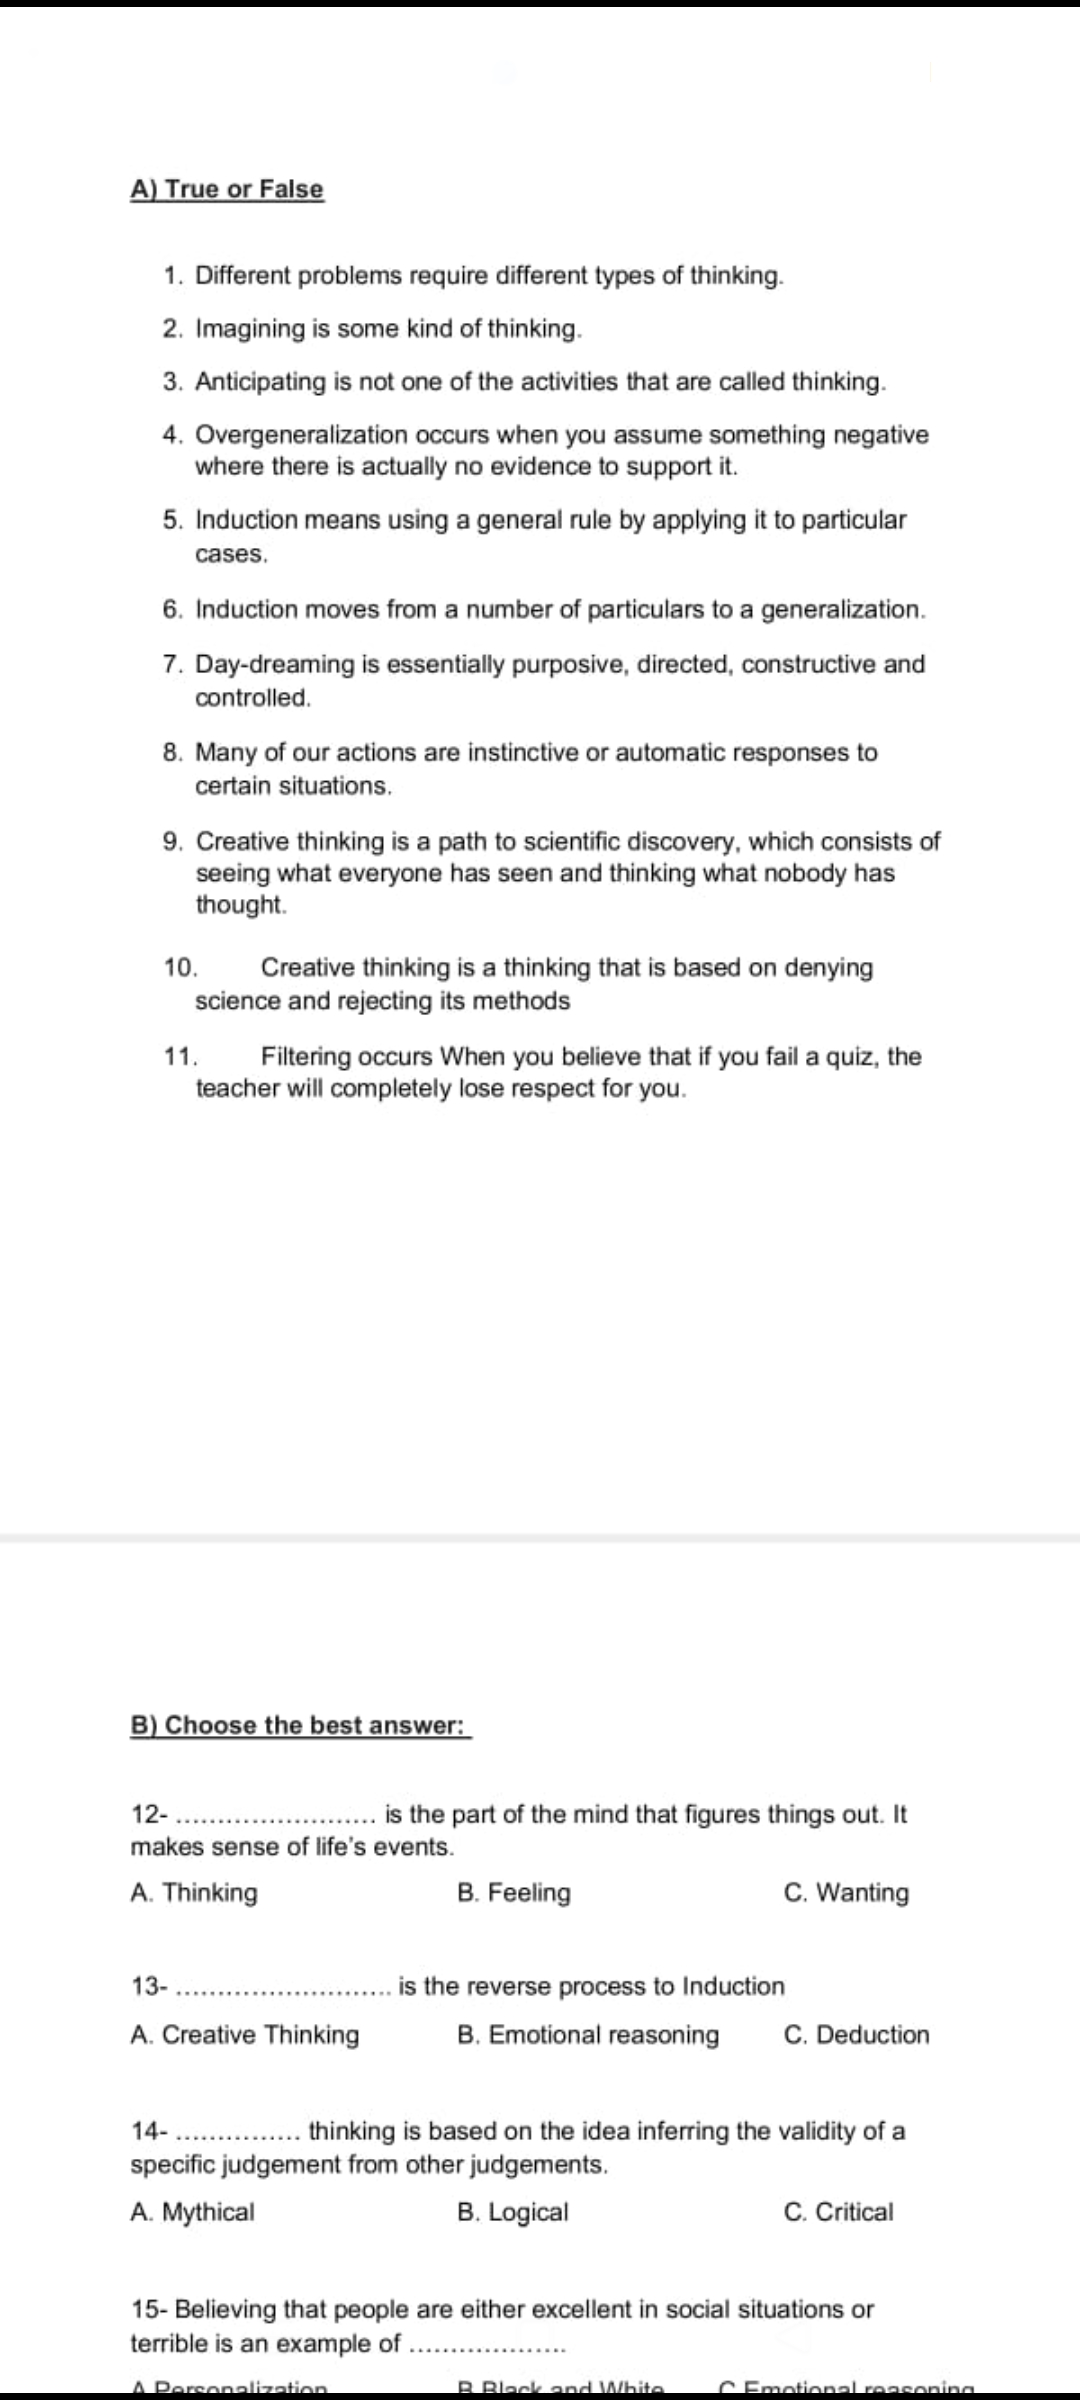 A) True or False
1. Different problems require different types of thinking.
2. Imagining is some kind of thinking.
3. Anticipating is not one of the activities that are called thinking.
4. Overgeneralization occurs when you assume something negative
where there is actually no evidence to support it.
5. Induction means using a general rule by applying it to particular
cases.
6. Induction moves from a number of particulars to a generalization.
7. Day-dreaming is essentially purposive, directed, constructive and
controlled.
8. Many of our actions are instinctive or automatic responses to
certain situations.
9. Creative thinking is a path to scientific discovery, which consists of
seeing what everyone has seen and thinking what nobody has
thought.
10. Creative thinking is a thinking that is based on denying
science and rejecting its methods
11. Filtering occurs When you believe that if you fail a quiz, the
teacher will completely lose respect for you.
B) Choose the best answer:
12- ........................ is the part of the mind that figures things out. It
makes sense of life's events.
A. Thinking B. Feeling C. Wanting
13- .......................... is the reverse process to Induction
A. Creative Thinking B. Emotional reasoning C. Deduction
14- ............... thinking is based on the idea inferring the validity of a
specific judgement from other judgements.
A. Mythical B. Logical C. Critical
15- Believing that people are either excellent in social situations or
terrible is an example of ...................
A Personalization B Black and White C Emotional reasoning